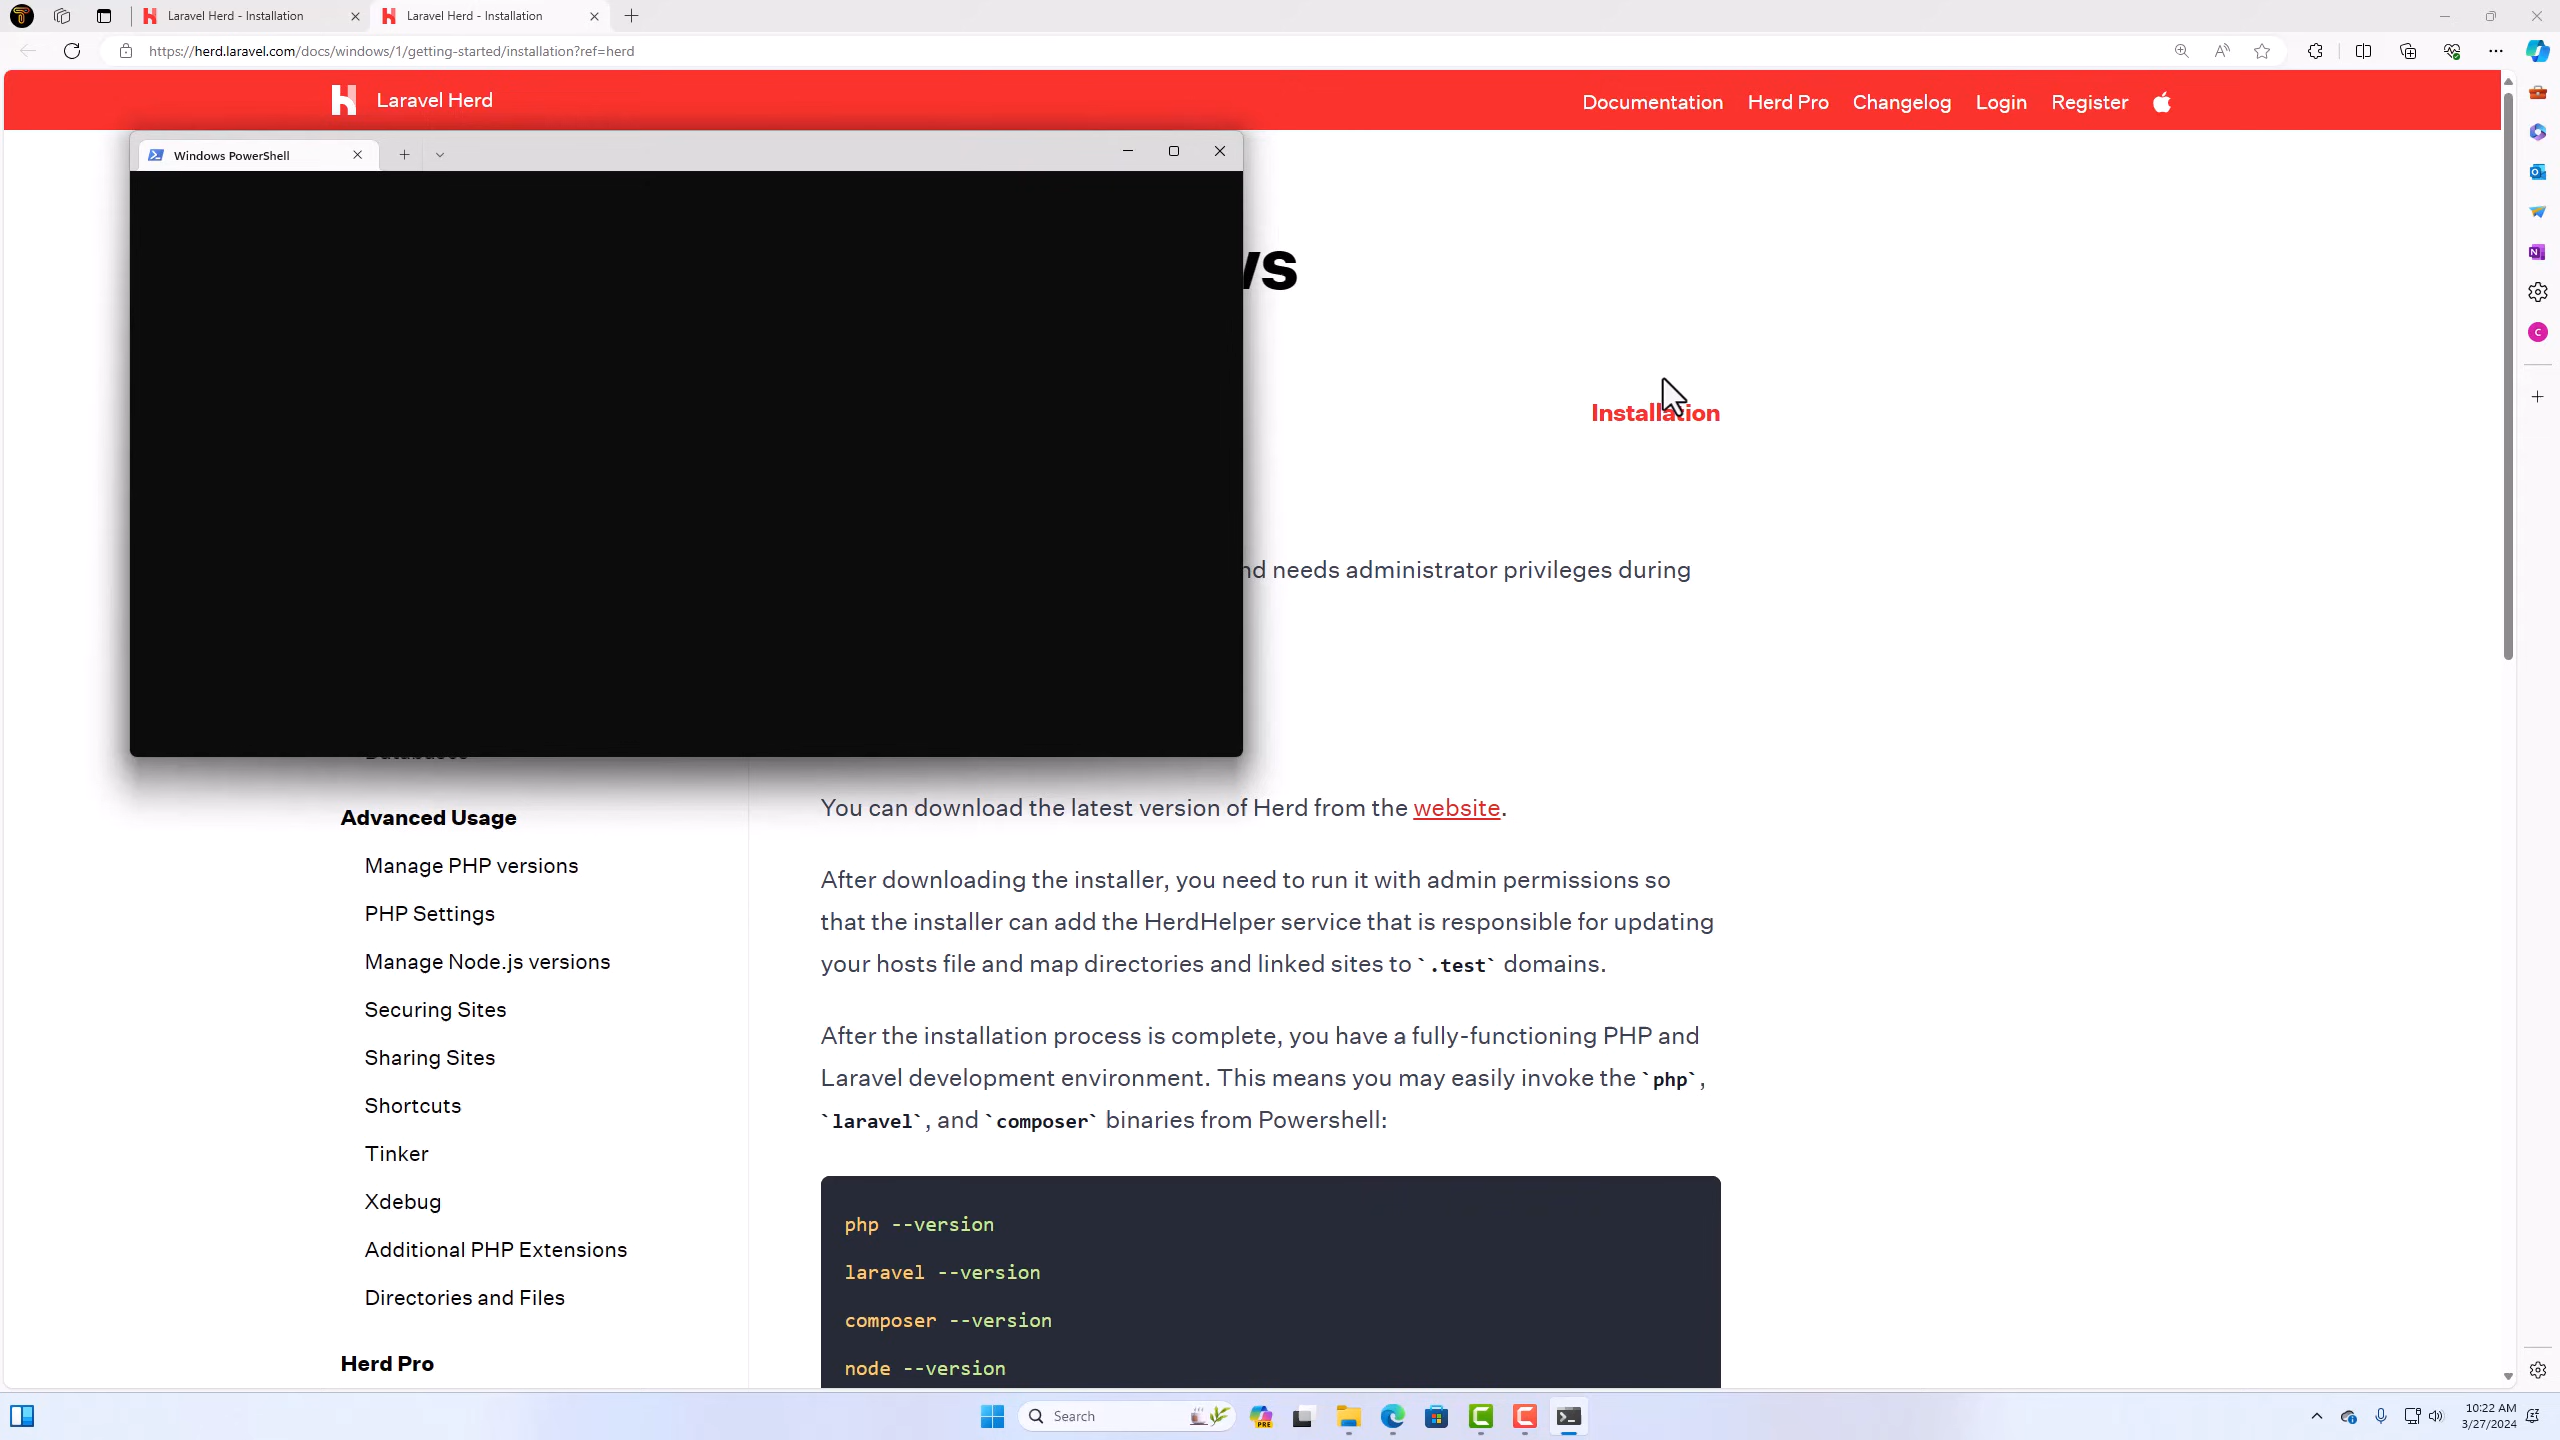 Laravel Herd - Installation
Laravel Herd - Installation
https://herd.laravel.com/docs/windows/1/getting-started/installation?ref=herd
Laravel Herd
Documentation
Herd Pro
Changelog
Login
Register
Windows PowerShell
Installation
needs administrator privileges during
Advanced Usage
Manage PHP versions
PHP Settings
Manage Node.js versions
Securing Sites
Sharing Sites
Shortcuts
Tinker
Xdebug
Additional PHP Extensions
Directories and Files
Herd Pro
You can download the latest version of Herd from the website.
After downloading the installer, you need to run it with admin permissions so
that the installer can add the HerdHelper service that is responsible for updating
your hosts file and map directories and linked sites to `.test` domains.
After the installation process is complete, you have a fully-functioning PHP and
Laravel development environment. This means you may easily invoke the `php`,
`laravel`, and `composer` binaries from Powershell:
php --version
laravel --version
composer --version
node --version
Search
PRE
10:22 AM
3/27/2024